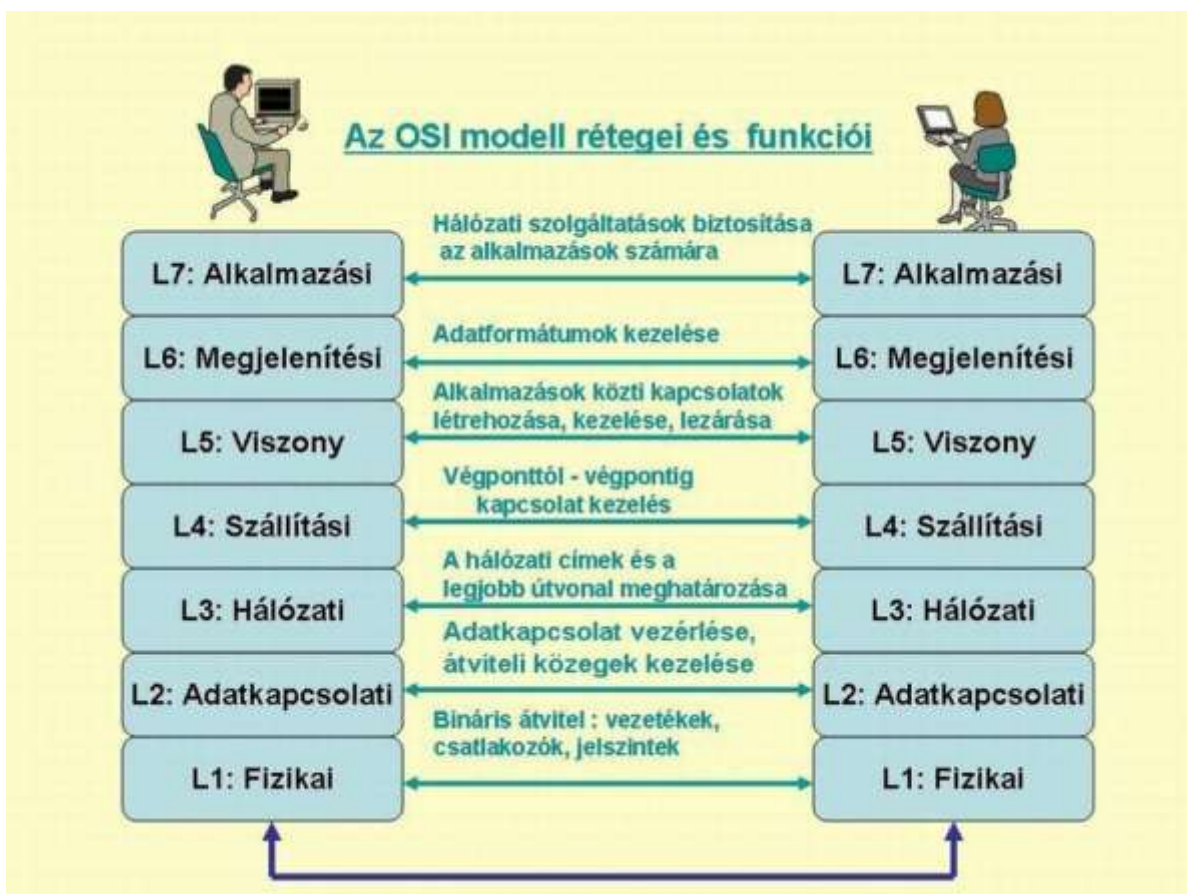 Az OSI modell rétegei és funkciói
Hálózati szolgáltatások biztosítása
az alkalmazások számára
L7: Alkalmazási
L7: Alkalmazási
Adatformátumok kezelése
L6: Megjelenítési
L6: Megjelenítési
Alkalmazások közti kapcsolatok
létrehozása, kezelése, lezárása
L5: Viszony
L5: Viszony
Végponttól - végpontig
kapcsolat kezelés
L4: Szállítási
L4: Szállítási
A hálózati címek és a
legjobb útvonal meghatározása
L3: Hálózati
L3: Hálózati
Adatkapcsolat vezérlése,
átviteli közegek kezelése
L2: Adatkapcsolati
L2: Adatkapcsolati
Bináris átvitel : vezetékek,
csatlakozók, jelszintek
L1: Fizikai
L1: Fizikai